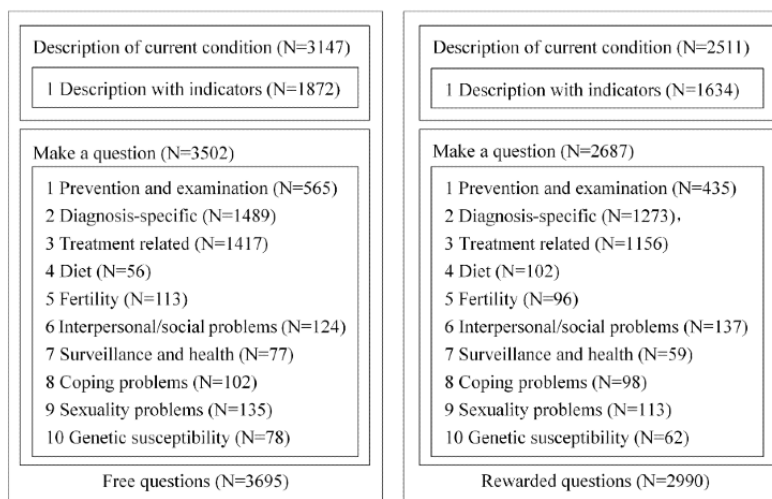 Description of current condition (N=3147)
1 Description with indicators (N=1872)
Make a question (N=3502)
1 Prevention and examination (N=565)
2 Diagnosis-specific (N=1489)
3 Treatment related (N=1417)
4 Diet (N=56)
5 Fertility (N=113)
6 Interpersonal/social problems (N=124)
7 Surveillance and health (N=77)
8 Coping problems (N=102)
9 Sexuality problems (N=135)
10 Genetic susceptibility (N=78)
Free questions (N=3695)
Description of current condition (N=2511)
1 Description with indicators (N=1634)
Make a question (N=2687)
1 Prevention and examination (N=435)
2 Diagnosis-specific (N=1273),
3 Treatment related (N=1156)
4 Diet (N=102)
5 Fertility (N=96)
6 Interpersonal/social problems (N=137)
7 Surveillance and health (N=59)
8 Coping problems (N=98)
9 Sexuality problems (N=113)
10 Genetic susceptibility (N=62)
Rewarded questions (N=2990)